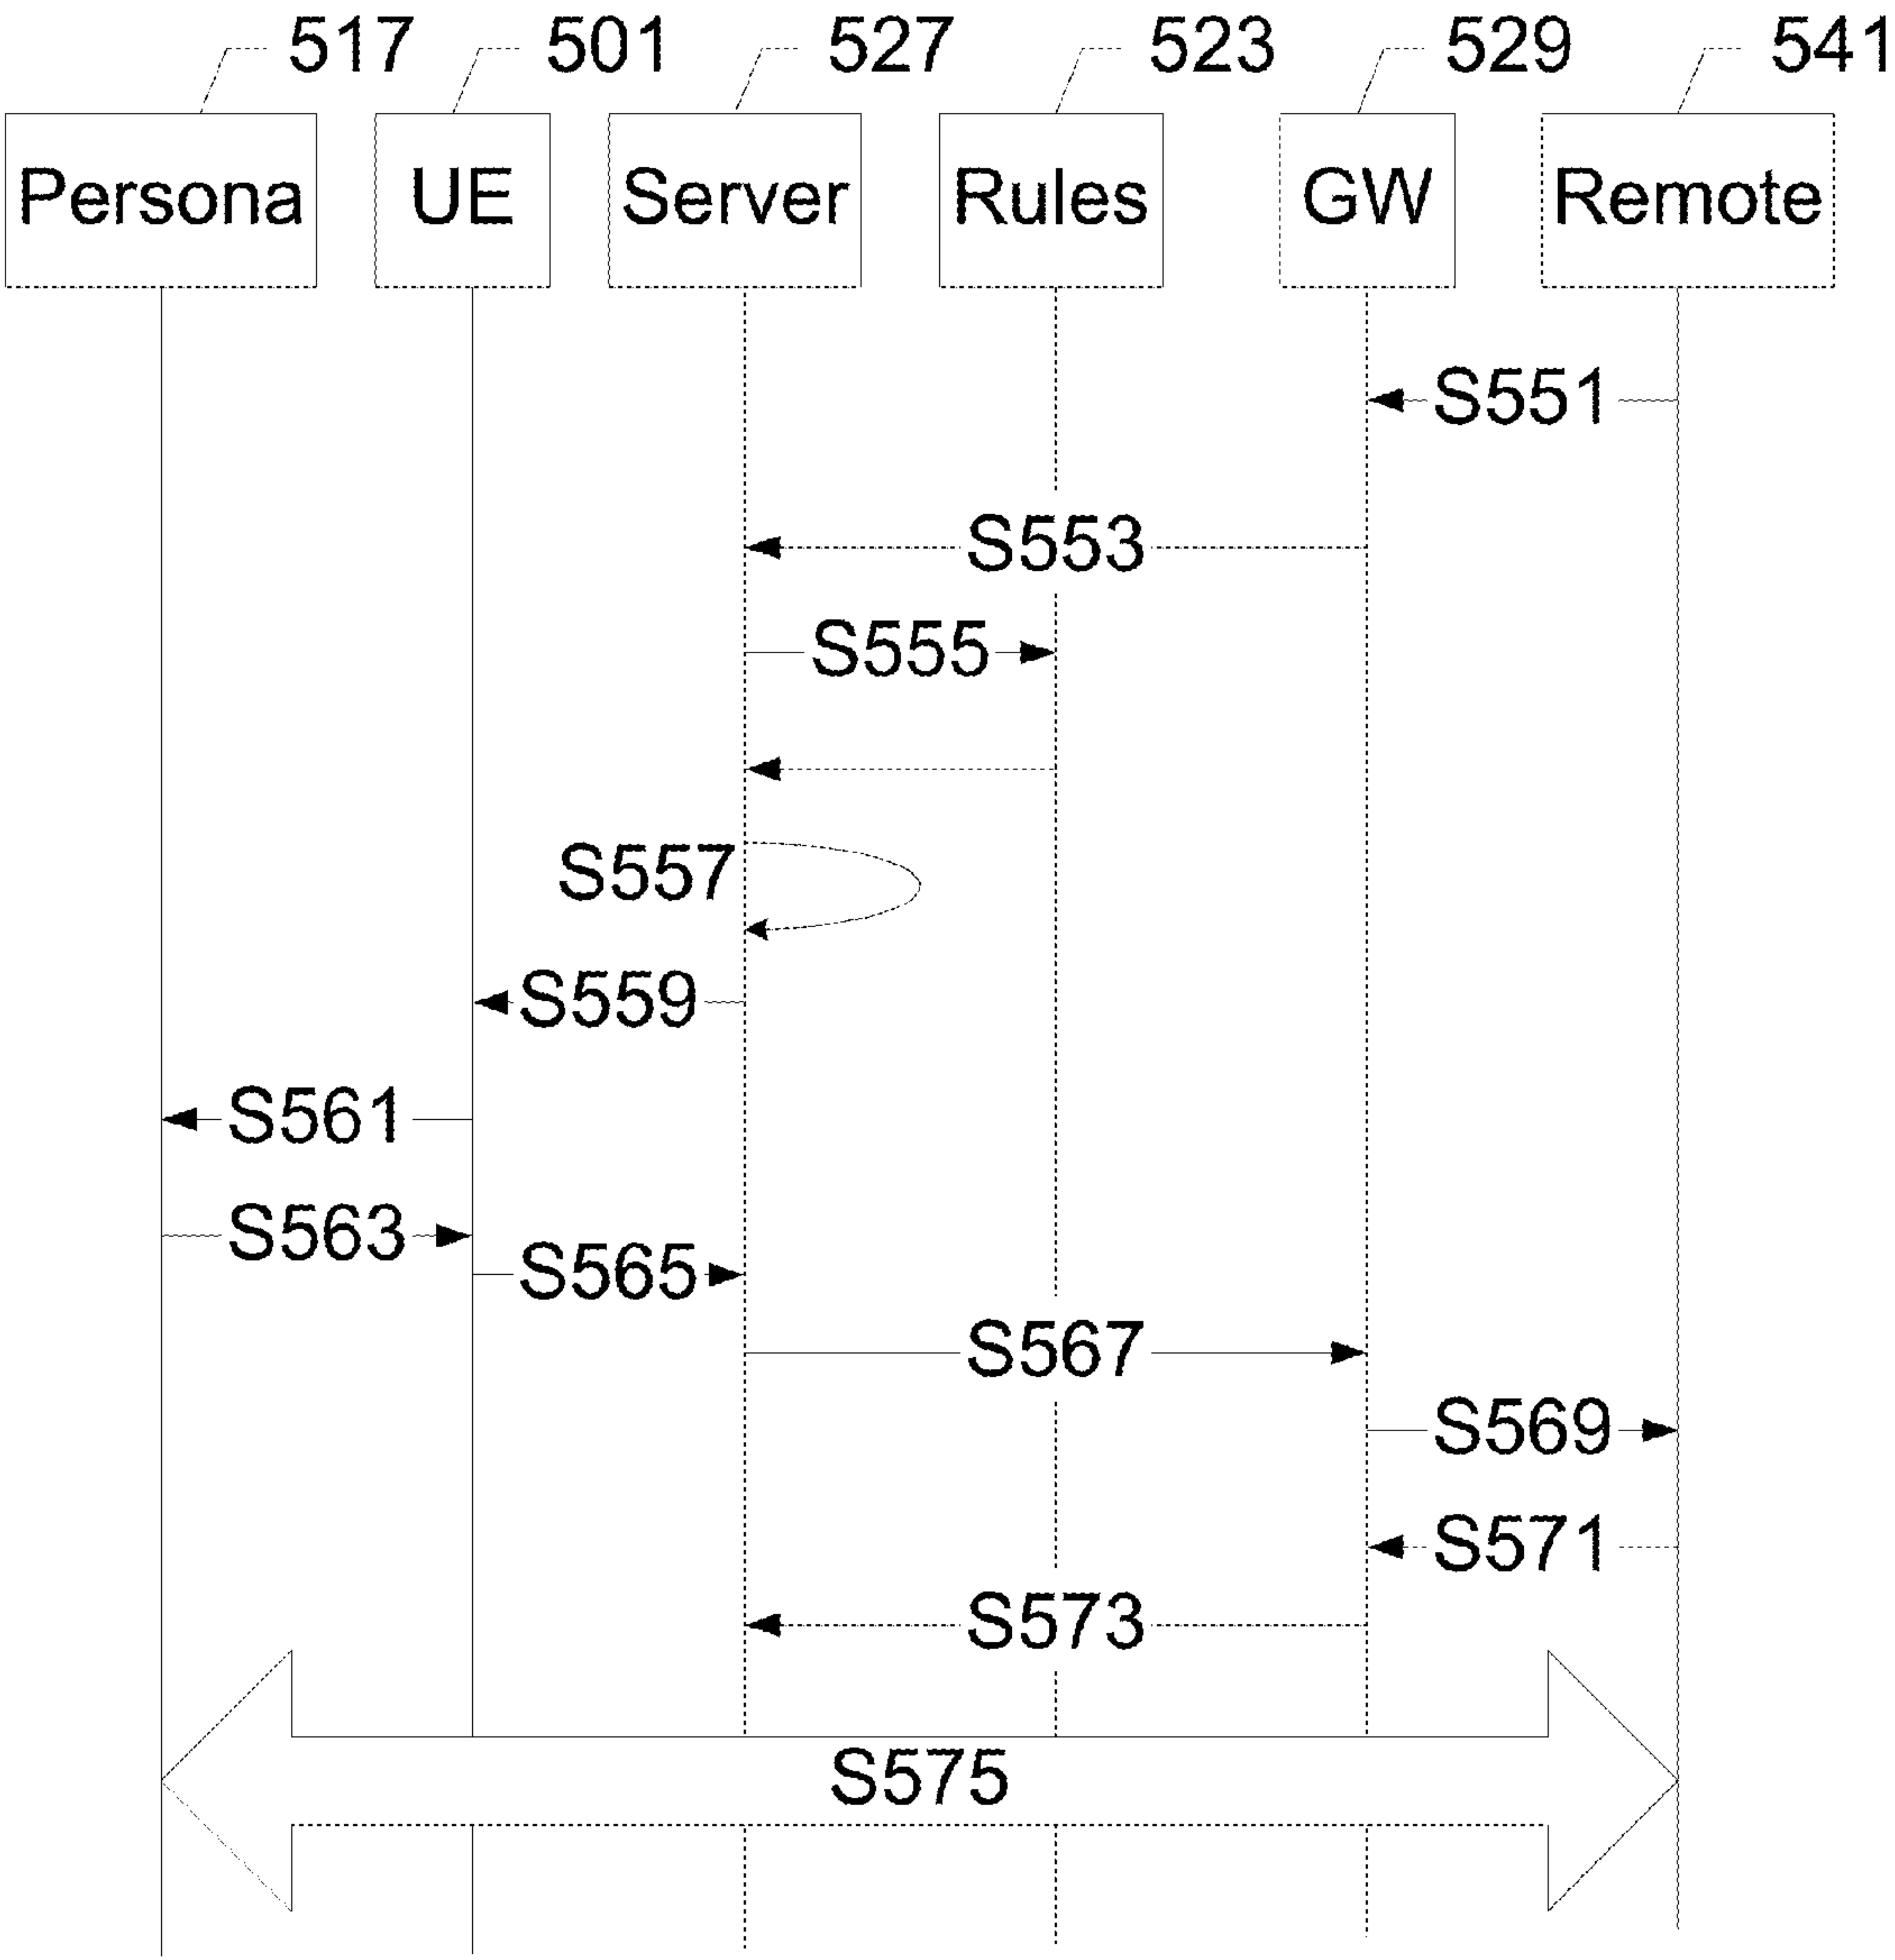 517 501 527 523 529 541
Persona UE Server Rules GW Remote
S551
S553
S555
S557
S559
S561
S563
S565
S567
S569
S571
S573
S575